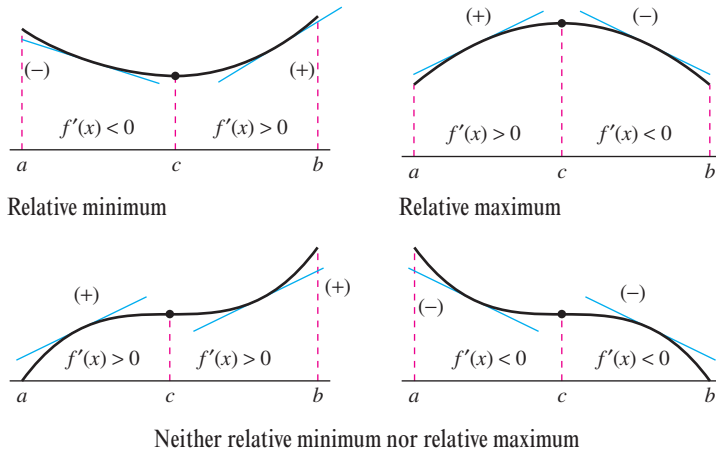 (+) (−)
(−) (+)
f′(x) < 0 f′(x) > 0 f′(x) > 0 f′(x) < 0
a c b a c b
Relative minimum Relative maximum
(+) (+) (−) (−)
f′(x) > 0 f′(x) > 0 f′(x) < 0 f′(x) < 0
a c b a c b
Neither relative minimum nor relative maximum